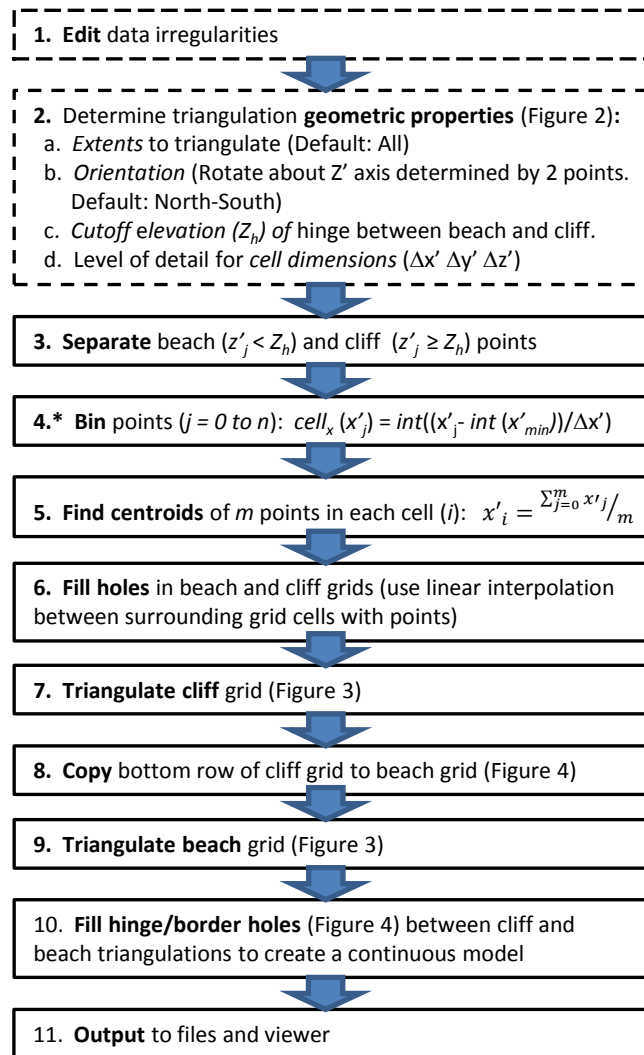 1. Edit data irregularities
2. Determine triangulation geometric properties (Figure 2):
a. Extents to triangulate (Default: All)
b. Orientation (Rotate about Z' axis determined by 2 points.
Default: North-South)
c. Cutoff elevation (Zₕ) of hinge between beach and cliff.
d. Level of detail for cell dimensions (Δx' Δy' Δz')
3. Separate beach (z'ⱼ < Zₕ) and cliff (z'ⱼ ≥ Zₕ) points
4.* Bin points (j = 0 to n): cellₓ (x'ⱼ) = int((x'ⱼ- int (x'ₘᵢₙ))/Δx')
5. Find centroids of m points in each cell (i): x'ᵢ = ∑ᵐⱼ₌₀ x'ⱼ/ₘ
6. Fill holes in beach and cliff grids (use linear interpolation
between surrounding grid cells with points)
7. Triangulate cliff grid (Figure 3)
8. Copy bottom row of cliff grid to beach grid (Figure 4)
9. Triangulate beach grid (Figure 3)
10. Fill hinge/border holes (Figure 4) between cliff and
beach triangulations to create a continuous model
11. Output to files and viewer